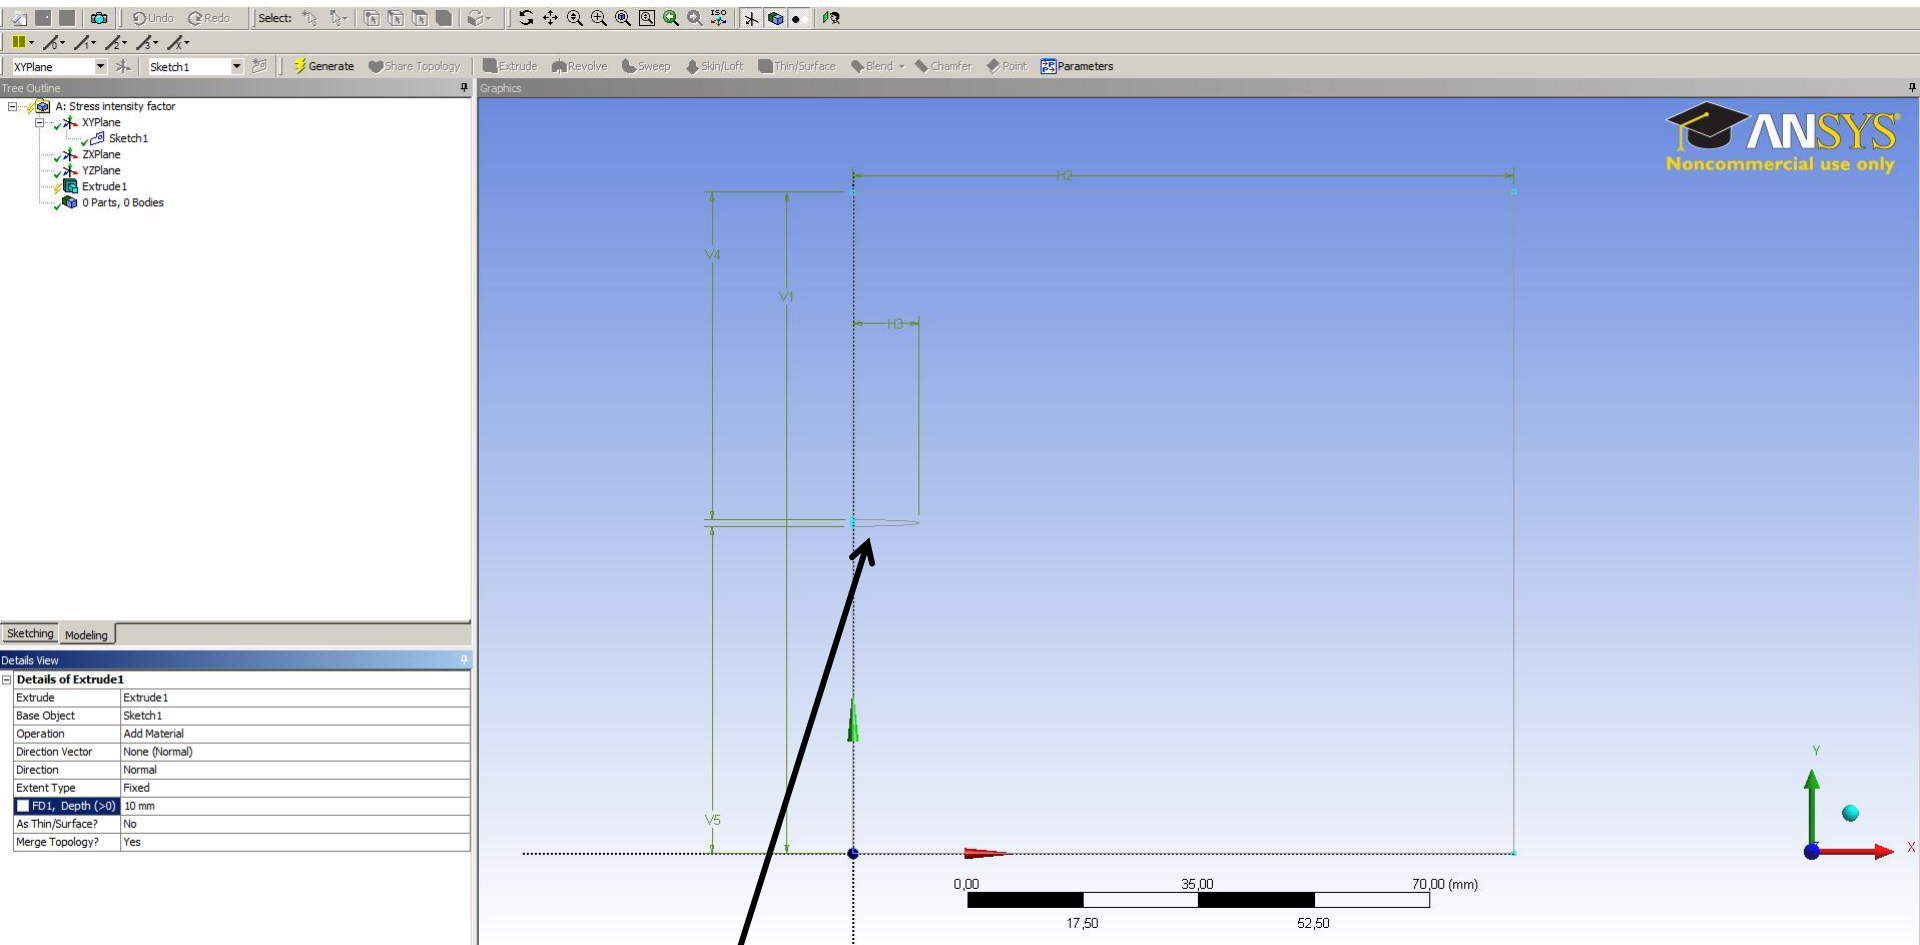 Undo Redo Select: ISO
XYPlane Sketch1 Generate Share Topology Extrude Revolve Sweep Skin/Loft Thin/Surface Blend Chamfer Point Parameters
Tree Outline
Graphics
A: Stress intensity factor
XYPlane
Sketch1
ZXPlane
YZPlane
Extrude1
0 Parts, 0 Bodies
ANSYS
Noncommercial use only
H2
V4
V1
H3
V5
Sketching Modeling
Details View
Details of Extrude1
Extrude Extrude1
Base Object Sketch1
Operation Add Material
Direction Vector None (Normal)
Direction Normal
Extent Type Fixed
FD1, Depth (>0) 10 mm
As Thin/Surface? No
Merge Topology? Yes
Y
X
0,00 35,00 70,00 (mm)
17,50 52,50